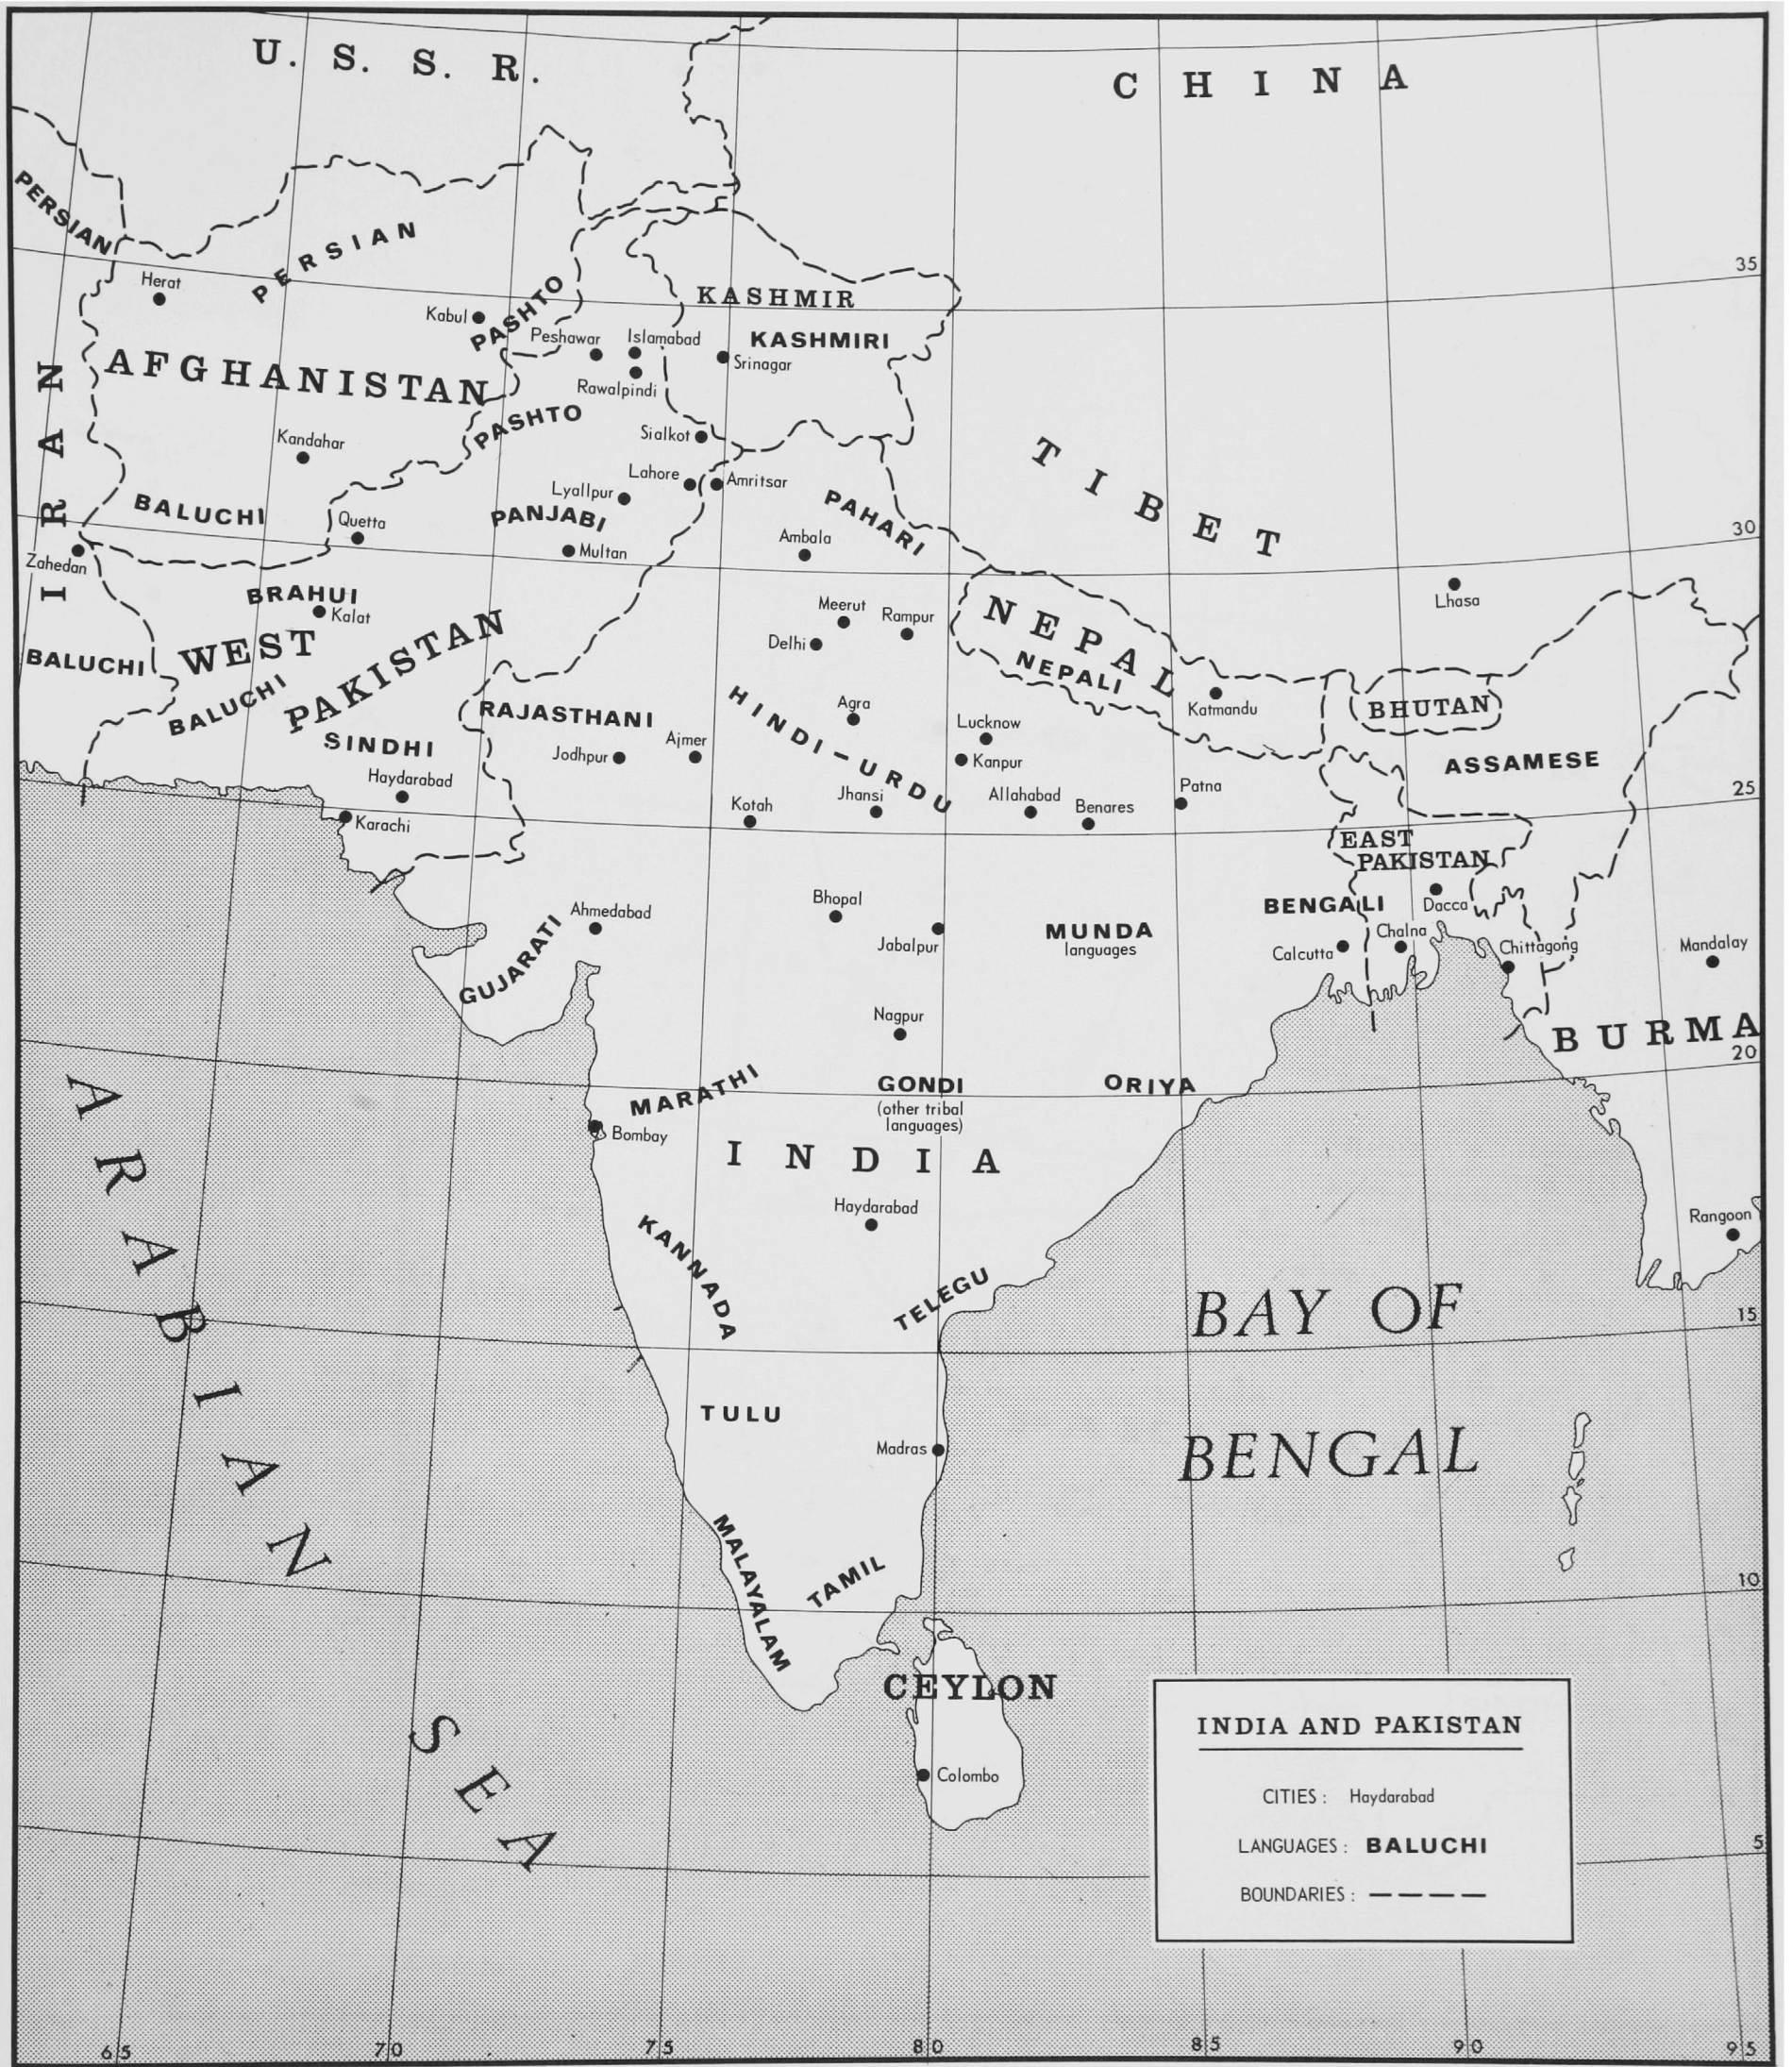 U. S. S. R.
CHINA
PERSIAN
PERSIAN
35
Herat
PASHTO
KASHMIR
Kabul
Peshawar
Islamabad
KASHMIRI
Srinagar
AFGHANISTAN
Rawalpindi
IRAN
PASHTO
Sialkot
Kandahar
TIBET
Lahore
Amritsar
Lyallpur
PAHARI
BALUCHI
Quetta
PANJABI
30
Multan
Ambala
Zahedan
Lhasa
BRAHUI
Kalat
Meerut
Rampur
NEPAL
Delhi
WEST
PAKISTAN
BALUCHI
NEPALI
BALUCHI
Katmandu
BHUTAN
RAJASTHANI
Agra
HINDI-URDU
Lucknow
SINDHI
Jodhpur
Ajmer
Kanpur
ASSAMESE
Haydarabad
Patna
25
Karachi
Kotah
Jhansi
Allahabad
Benares
EAST
PAKISTAN
Ahmedabad
Bhopal
BENGALI
Dacca
GUJARATI
Jabalpur
MUNDA
languages
Calcutta
Chalna
Chittagong
Mandalay
Nagpur
BURMA
20
MARATHI
GONDI
(other tribal
languages)
ORIYA
Bombay
INDIA
Haydarabad
Rangoon
KANNADA
TELEGU
BAY OF
BENGAL
15
ARABIAN
SEA
TULU
Madras
MALAYALAM
TAMIL
10
CEYLON
Colombo
INDIA AND PAKISTAN
CITIES : Haydarabad
LANGUAGES : BALUCHI
5
BOUNDARIES :
65 70 75 80 85 90 95